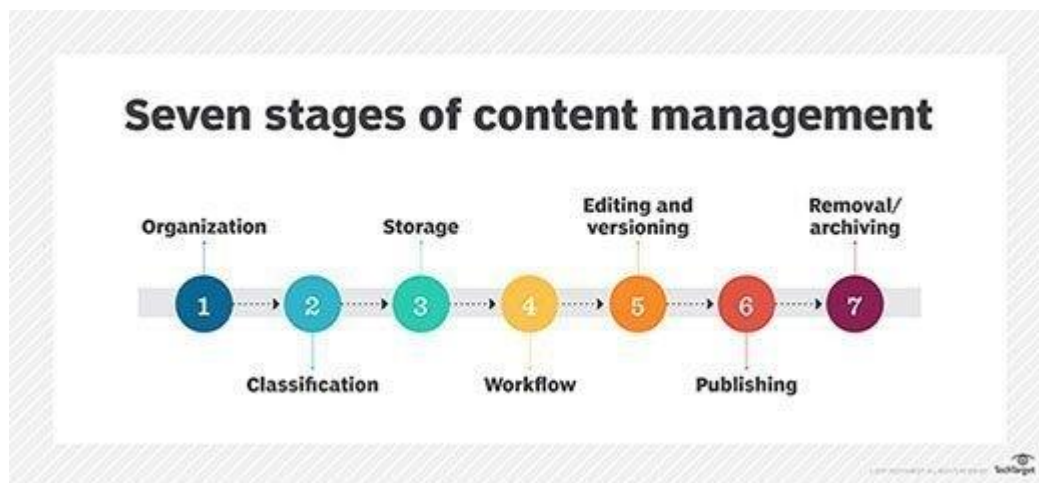 Seven stages of content management
Organization
1
2
Classification
Storage
3
4
Workflow
Editing and
versioning
5
6
Publishing
Removal/
archiving
7
TechTarget